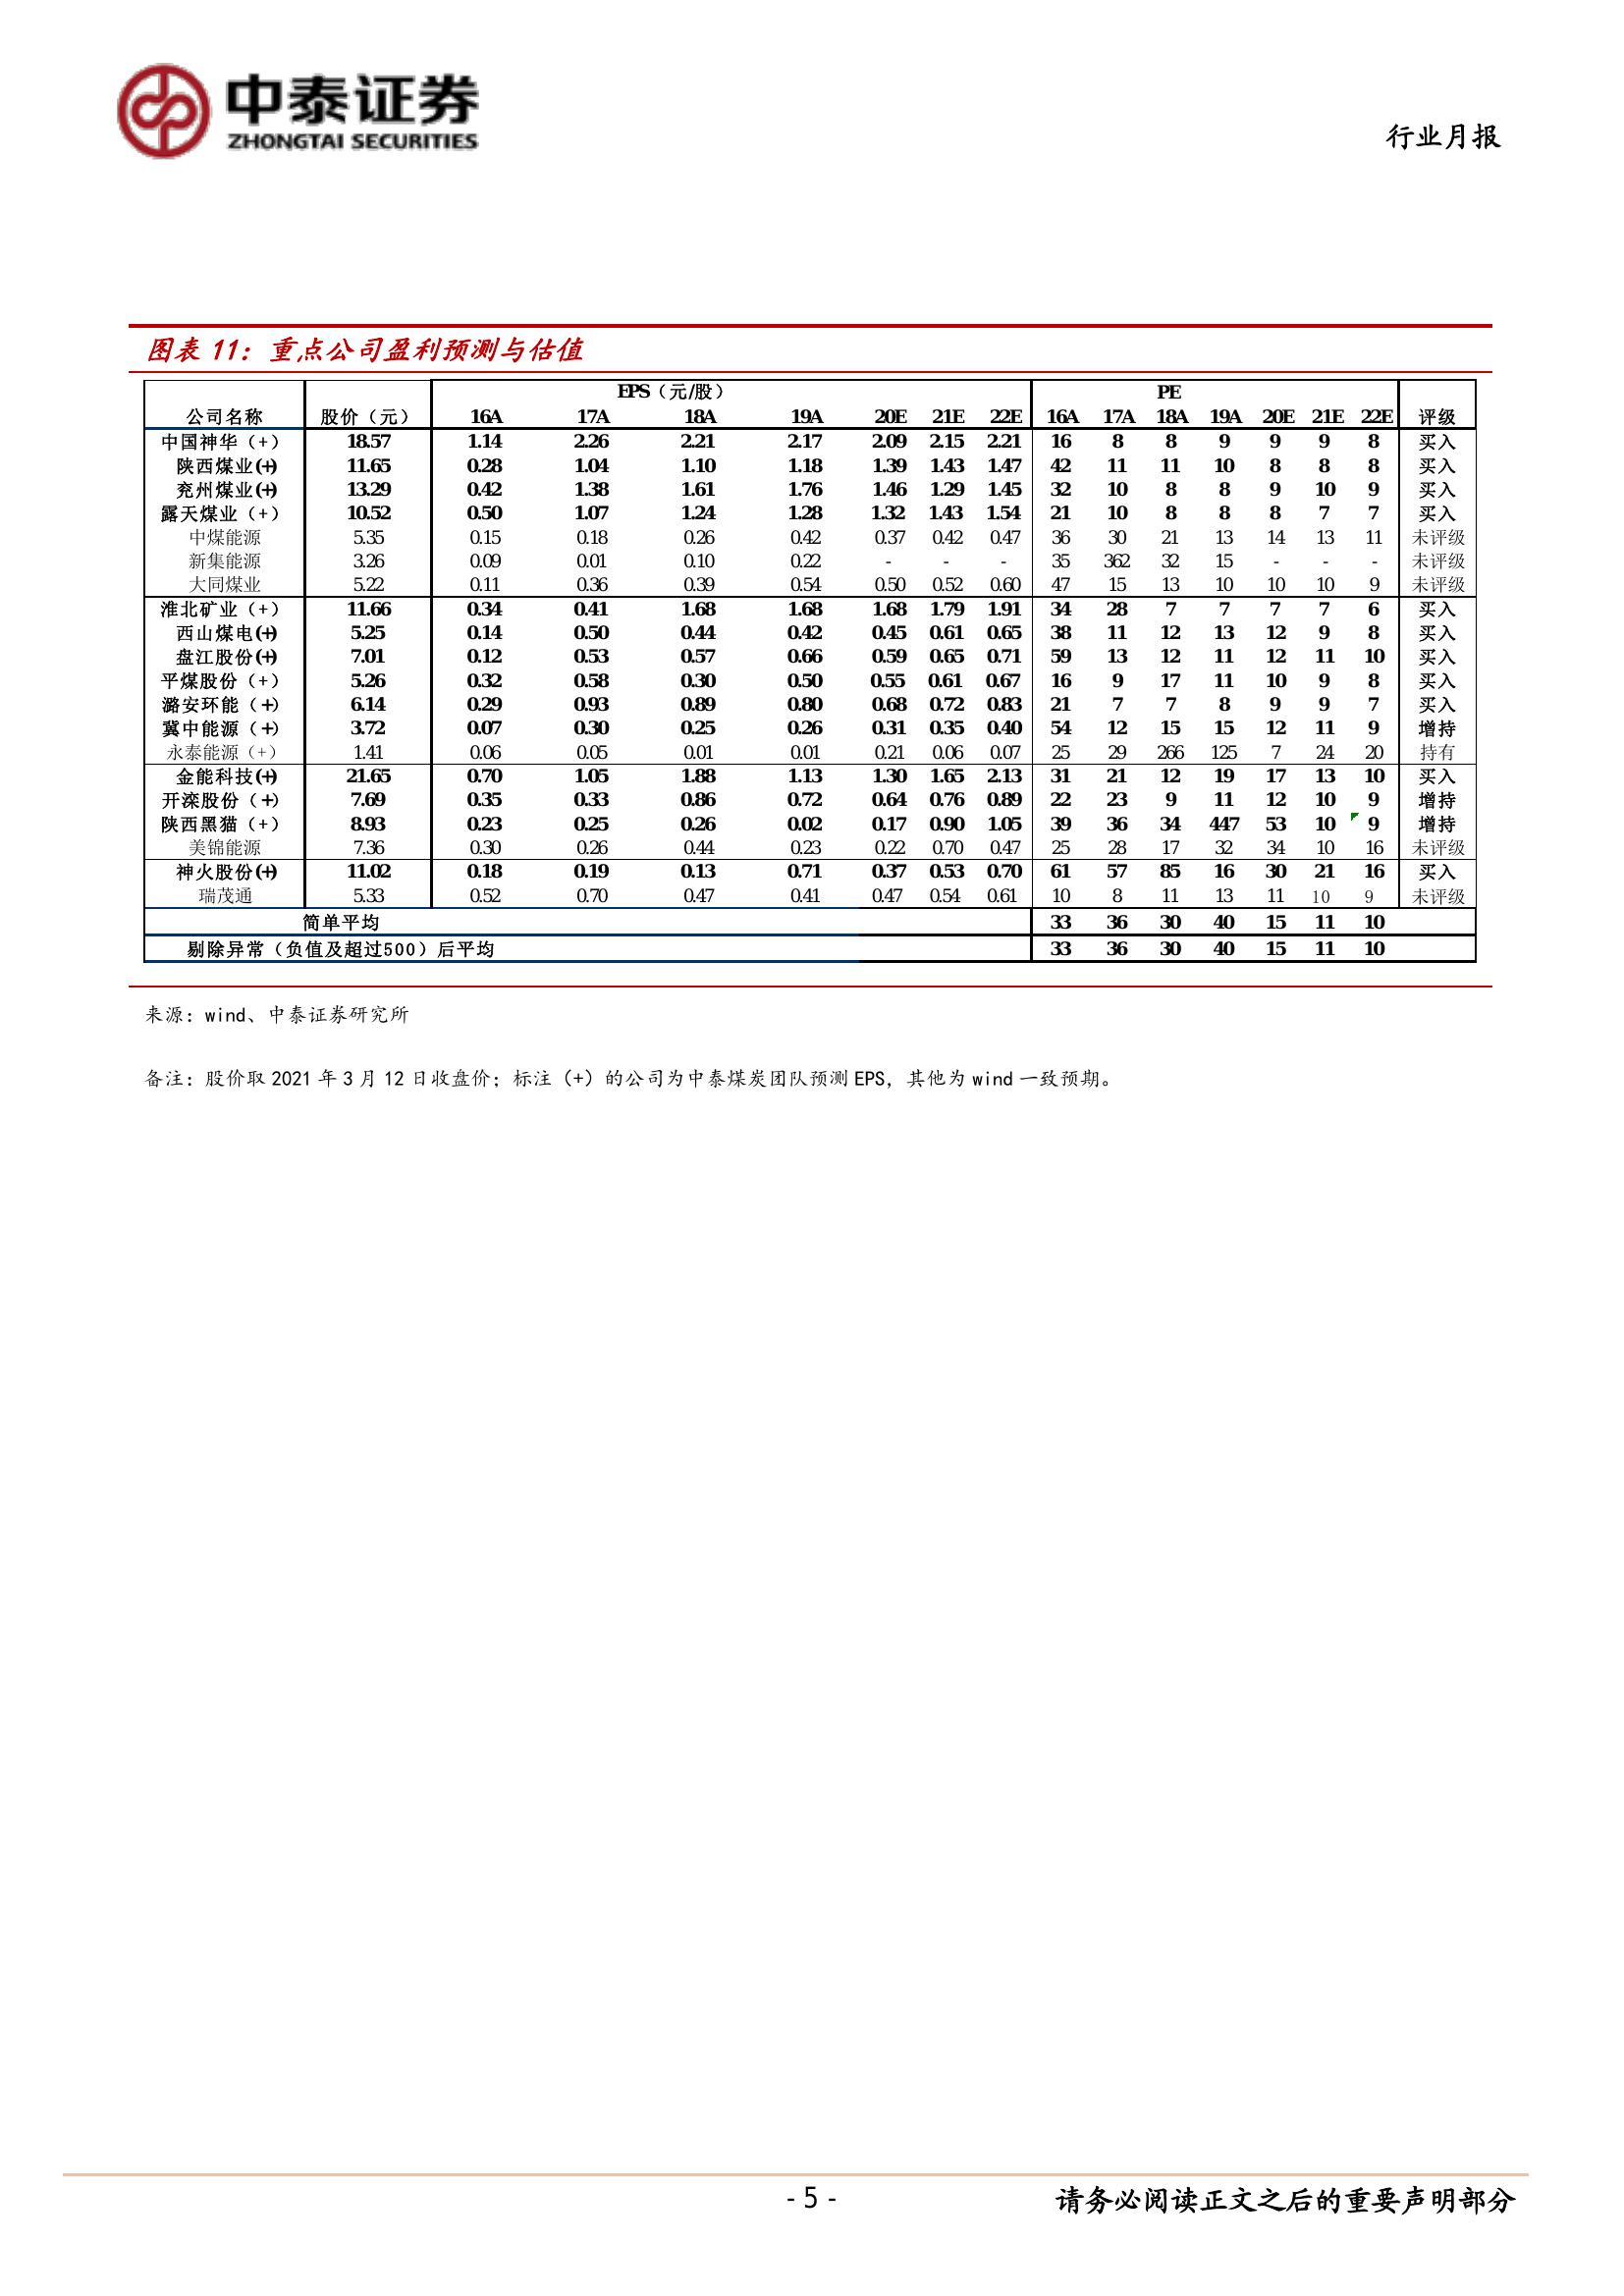 中泰证券
ZHONGTAI SECURITIES
行业月报
图表 11：重点公司盈利预测与估值
EPS（元/股） PE
公司名称 股价（元） 16A 17A 18A 19A 20E 21E 22E 16A 17A 18A 19A 20E 21E 22E 评级
中国神华（+） 18.57 1.14 2.26 2.21 2.17 2.09 2.15 2.21 16 8 8 9 9 9 8 买入
陕西煤业(+) 11.65 0.28 1.04 1.10 1.18 1.39 1.43 1.47 42 11 11 10 8 8 8 买入
兖州煤业(+) 13.29 0.42 1.38 1.61 1.76 1.46 1.29 1.45 32 10 8 8 9 10 9 买入
露天煤业（+） 10.52 0.50 1.07 1.24 1.28 1.32 1.43 1.54 21 10 8 8 8 7 7 买入
中煤能源 5.35 0.15 0.18 0.26 0.42 0.37 0.42 0.47 36 30 21 13 14 13 11 未评级
新集能源 3.26 0.09 0.01 0.10 0.22 - - - 35 362 32 15 - - - 未评级
大同煤业 5.22 0.11 0.36 0.39 0.54 0.50 0.52 0.60 47 15 13 10 10 10 9 未评级
淮北矿业（+） 11.66 0.34 0.41 1.68 1.68 1.68 1.79 1.91 34 28 7 7 7 7 6 买入
西山煤电(+) 5.25 0.14 0.50 0.44 0.42 0.45 0.61 0.65 38 11 12 13 12 9 8 买入
盘江股份(+) 7.01 0.12 0.53 0.57 0.66 0.59 0.65 0.71 59 13 12 11 12 11 10 买入
平煤股份（+） 5.26 0.32 0.58 0.30 0.50 0.55 0.61 0.67 16 9 17 11 10 9 8 买入
潞安环能（+） 6.14 0.29 0.93 0.89 0.80 0.68 0.72 0.83 21 7 7 8 9 9 7 买入
冀中能源（+） 3.72 0.07 0.30 0.25 0.26 0.31 0.35 0.40 54 12 15 15 12 11 9 增持
永泰能源（+） 1.41 0.06 0.05 0.01 0.01 0.21 0.06 0.07 25 29 266 125 7 24 20 持有
金能科技(+) 21.65 0.70 1.05 1.88 1.13 1.30 1.65 2.13 31 21 12 19 17 13 10 买入
开滦股份（+） 7.69 0.35 0.33 0.86 0.72 0.64 0.76 0.89 22 23 9 11 12 10 9 增持
陕西黑猫（+） 8.93 0.23 0.25 0.26 0.02 0.17 0.90 1.05 39 36 34 447 53 10 9 增持
美锦能源 7.36 0.30 0.26 0.44 0.23 0.22 0.70 0.47 25 28 17 32 34 10 16 未评级
神火股份(+) 11.02 0.18 0.19 0.13 0.71 0.37 0.53 0.70 61 57 85 16 30 21 16 买入
瑞茂通 5.33 0.52 0.70 0.47 0.41 0.47 0.54 0.61 10 8 11 13 11 10 9 未评级
简单平均 33 36 30 40 15 11 10
剔除异常（负值及超过500）后平均 33 36 30 40 15 11 10
来源：wind、中泰证券研究所
备注：股价取 2021 年 3 月 12 日收盘价；标注（+）的公司为中泰煤炭团队预测 EPS，其他为 wind 一致预期。
- 5 -
请务必阅读正文之后的重要声明部分